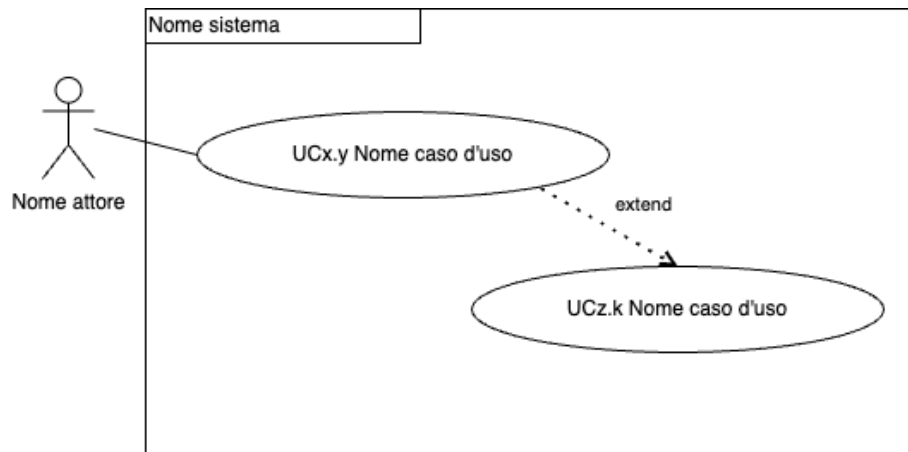 Nome sistema
Nome attore
UCx.y Nome caso d'uso
extend
UCz.k Nome caso d'uso